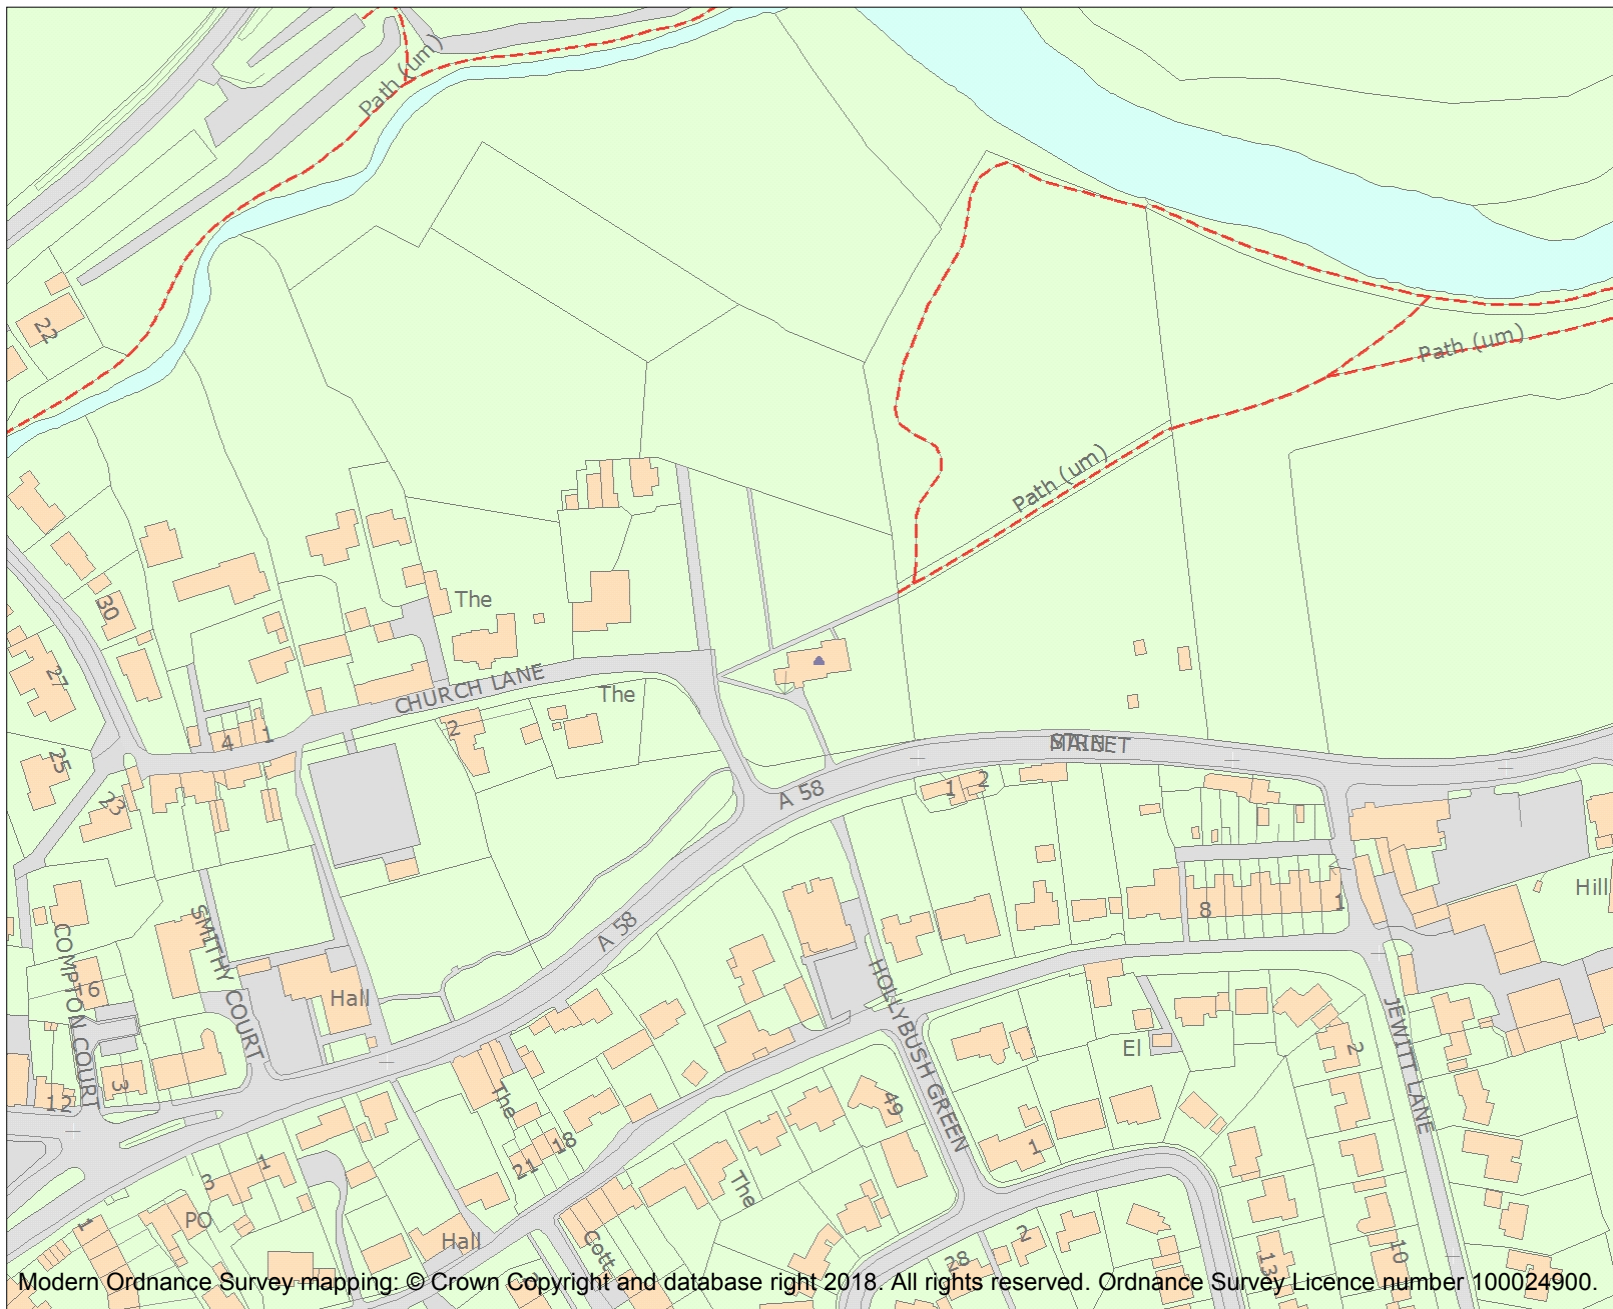 Path (um)
22
Path (um)
Path (um)
The
30
27
CHURCH LANE
The
2
4
1
25
23
MAIN
STREET
A 58
1
2
A 58
8
1
Hill
SMITHY COURT
COMPTON COURT
16
Hall
HOLLYBUSH GREEN
JEWITT LANE
El
2
3
12
The
49
18
21
1
1
3
The
PO
1
Hall
Cott
2
28
13
10
Modern Ordnance Survey mapping: © Crown Copyright and database right 2018. All rights reserved. Ordnance Survey Licence number 100024900.